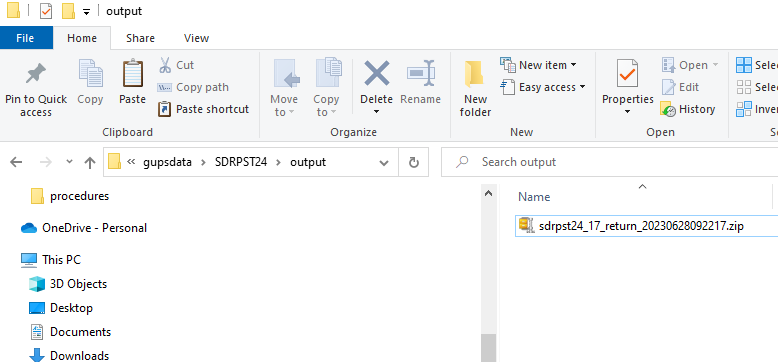 output
File Home Share View
Pin to Quick access
Copy
Paste
Cut
Copy path
Paste shortcut
Clipboard
Move to
Copy to
Delete
Rename
Organize
New folder
New item
Easy access
New
Properties
Open
Edit
History
Open
Selec
Selec
Inver
gupsdata > SDRPST24 > output
Search output
procedures
OneDrive - Personal
This PC
3D Objects
Desktop
Documents
Downloads
Name
sdrpst24_17_return_20230628092217.zip